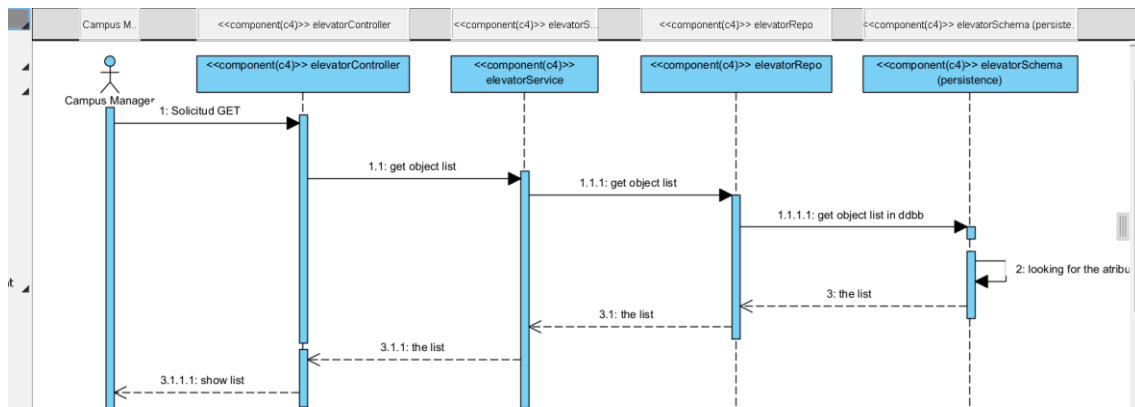 Campus M..
<<component(c4)>> elevatorController
<<component(c4)>> elevatorS...
<<component(c4)>> elevatorRepo
<<component(c4)>> elevatorSchema (persiste.
<<component(c4)>> elevatorController
<<component(c4)>>
elevatorService
<<component(c4)>> elevatorRepo
<<component(c4)>> elevatorSchema
(persistence)
Campus Manager
1: Solicitud GET
1.1: get object list
1.1.1: get object list
1.1.1.1: get object list in ddbb
2: looking for the atribu
3: the list
3.1: the list
3.1.1: the list
3.1.1.1: show list